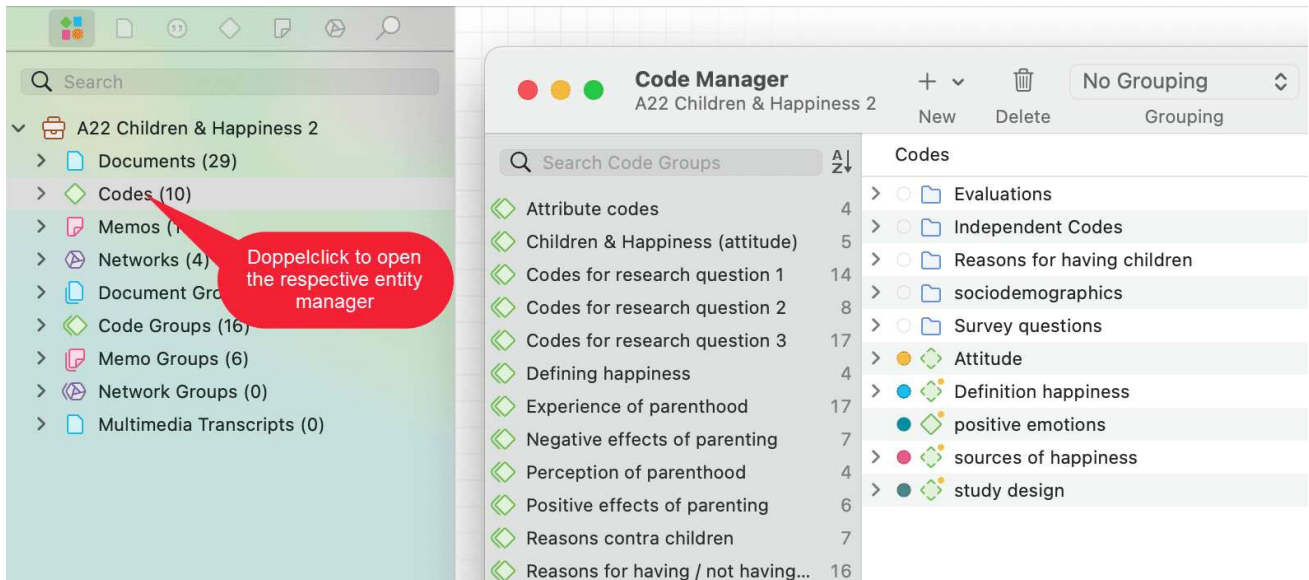 Search
A22 Children & Happiness 2
Documents (29)
Codes (10)
Memos (1
Networks (4)
Document Gro
Code Groups (16)
Memo Groups (6)
Network Groups (0)
Multimedia Transcripts (0)
Doppelclick to open
the respective entity
manager
Code Manager
A22 Children & Happiness 2
New
Delete
No Grouping
Grouping
Search Code Groups
Attribute codes 4
Children & Happiness (attitude) 5
Codes for research question 1 14
Codes for research question 2 8
Codes for research question 3 17
Defining happiness 4
Experience of parenthood 17
Negative effects of parenting 7
Perception of parenthood 4
Positive effects of parenting 6
Reasons contra children 7
Reasons for having / not having... 16
Codes
Evaluations
Independent Codes
Reasons for having children
sociodemographics
Survey questions
Attitude
Definition happiness
positive emotions
sources of happiness
study design